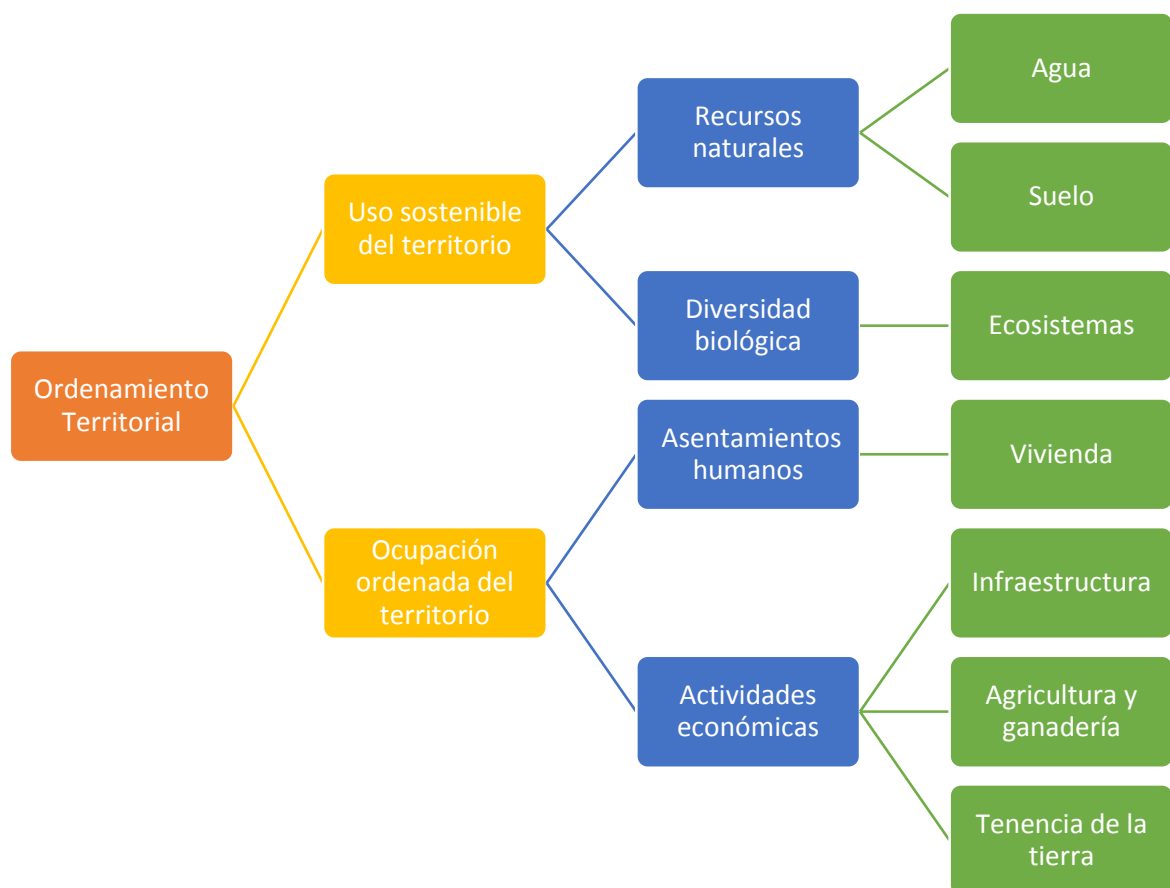 Ordenamiento
Territorial
Uso sostenible
del territorio
Ocupación
ordenada del
territorio
Recursos
naturales
Diversidad
biológica
Asentamientos
humanos
Actividades
económicas
Agua
Suelo
Ecosistemas
Vivienda
Infraestructura
Agricultura y
ganadería
Tenencia de la
tierra